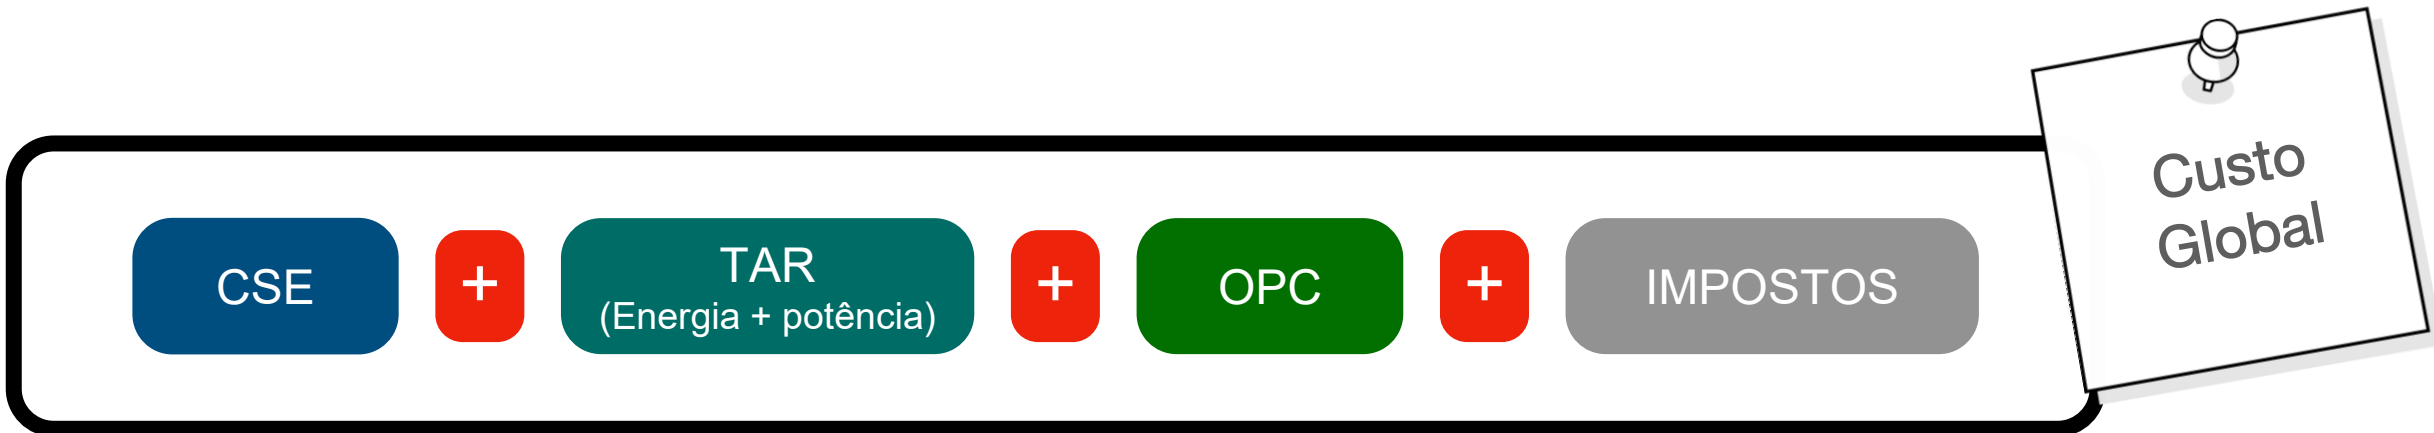 CSE
+
TAR
(Energia + potência)
+
OPC
+
IMPOSTOS
Custo
Global